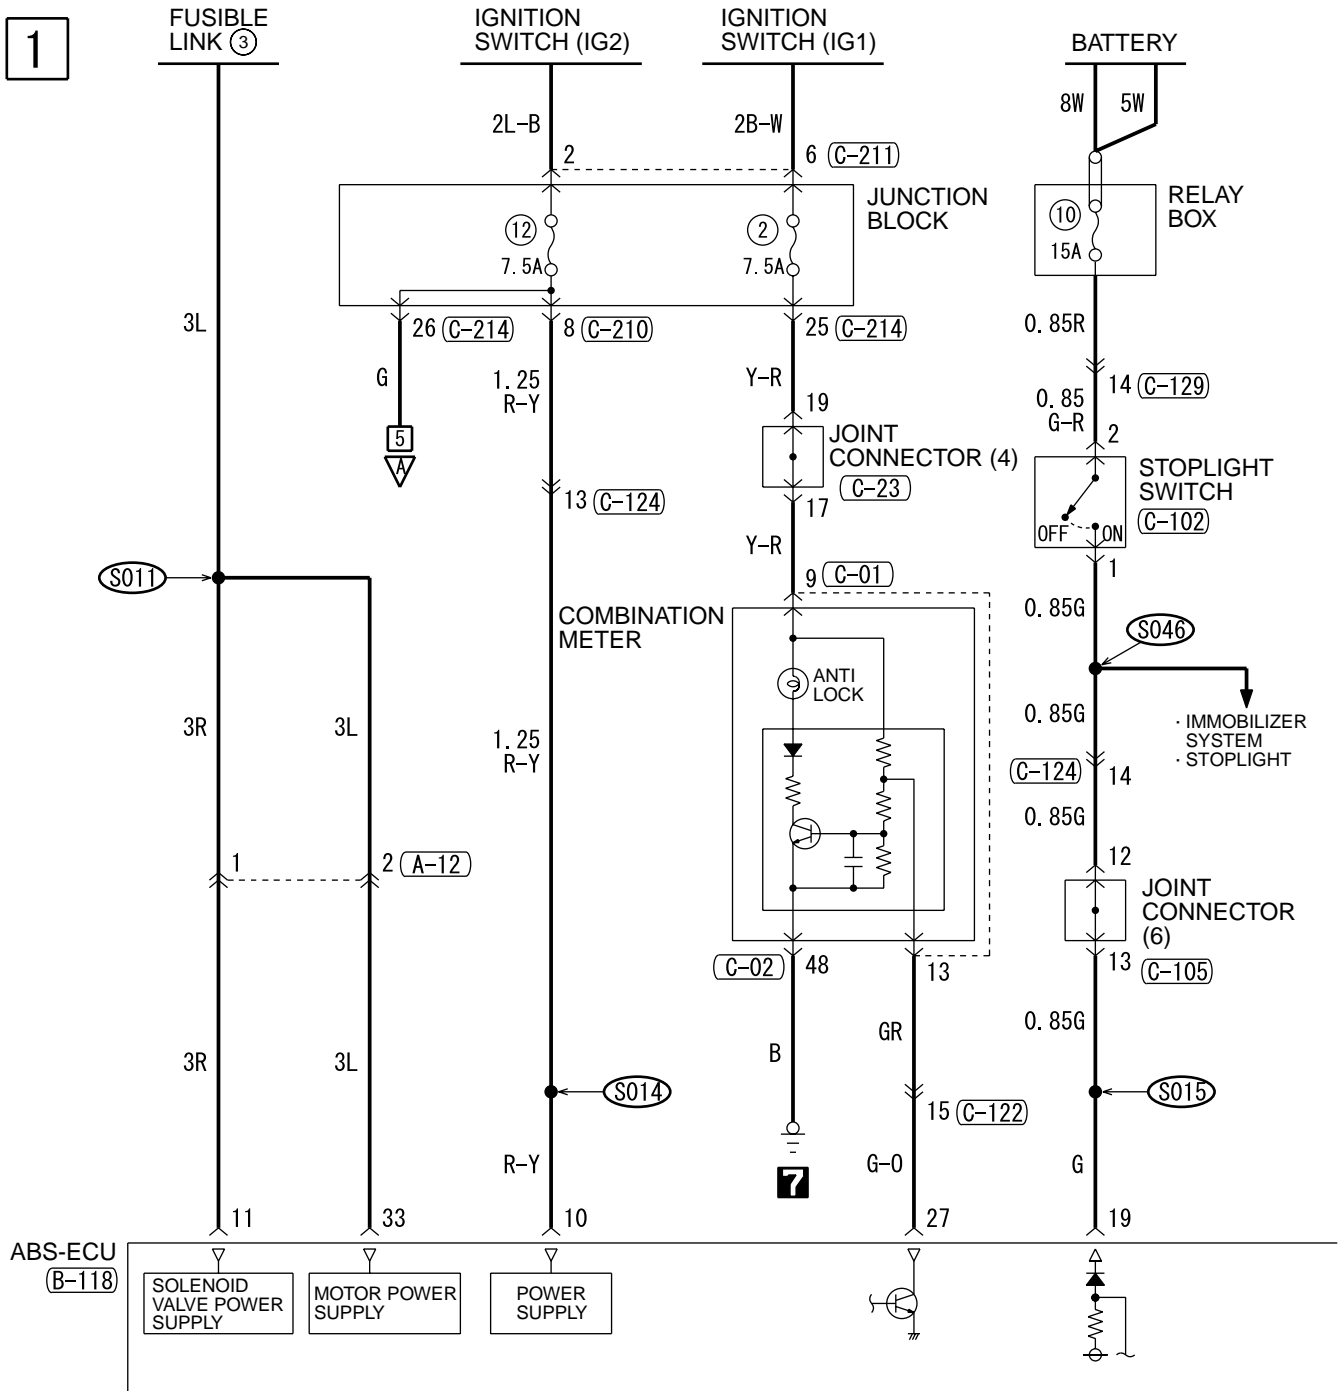 1
FUSIBLE
LINK 3
IGNITION
SWITCH (IG2)
IGNITION
SWITCH (IG1)
BATTERY
8W
5W
2L-B
2B-W
2
6
C-211
JUNCTION
BLOCK
RELAY
BOX
12
7.5A
2
7.5A
10
15A
3L
26
C-214
8
C-210
25
C-214
0.85R
G
1.25
R-Y
Y-R
14
C-129
0.85
G-R
5
A
19
JOINT
CONNECTOR (4)
C-23
17
2
STOPLIGHT
SWITCH
C-102
OFF
ON
1
13
C-124
Y-R
S011
9
C-01
0.85G
COMBINATION
METER
S046
ANTI
LOCK
3R
3L
1.25
R-Y
0.85G
· IMMOBILIZER
SYSTEM
· STOPLIGHT
C-124
14
0.85G
1
2
A-12
12
JOINT
CONNECTOR
(6)
C-02
48
13
13
C-105
3R
3L
B
GR
0.85G
S014
15
C-122
S015
R-Y
7
G-O
G
11
33
10
27
19
ABS-ECU
B-118
SOLENOID
VALVE POWER
SUPPLY
MOTOR POWER
SUPPLY
POWER
SUPPLY